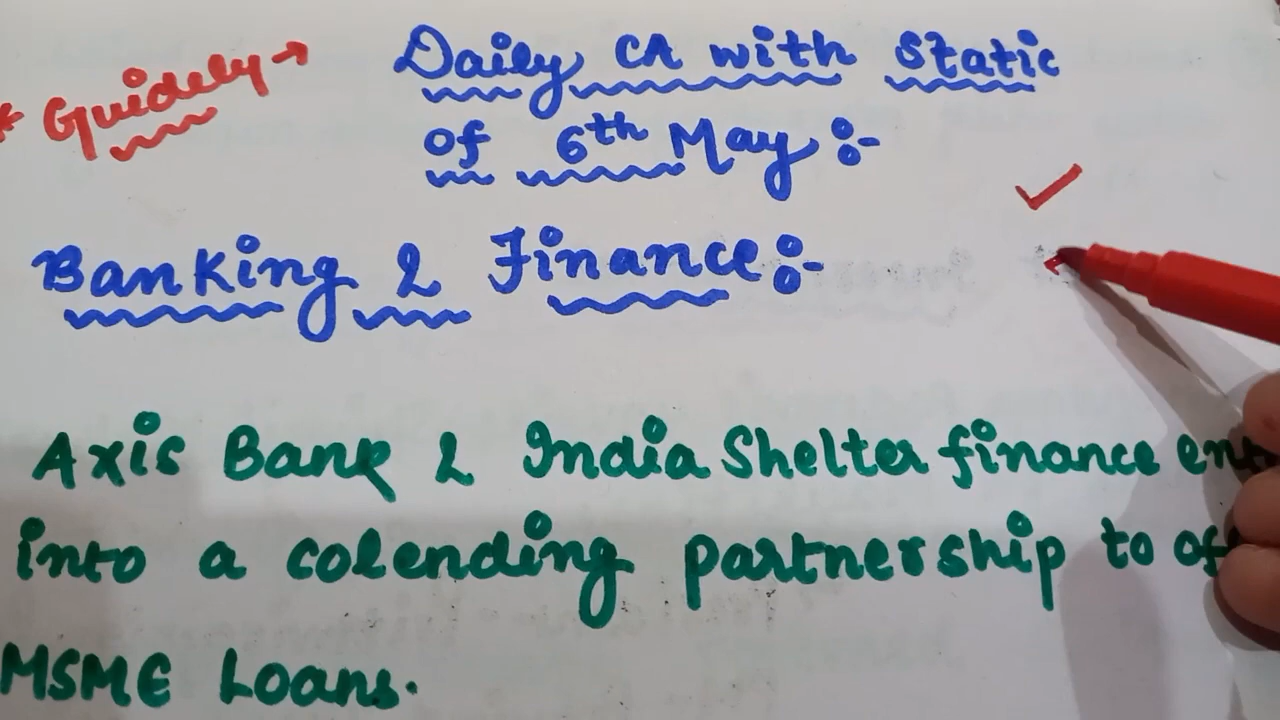 * Guidely → Daily CA with Static
of 6th May :-
Banking & Finance :-
Axis Bank & India Shelter finance
into a colending partnership to
MSME Loans.